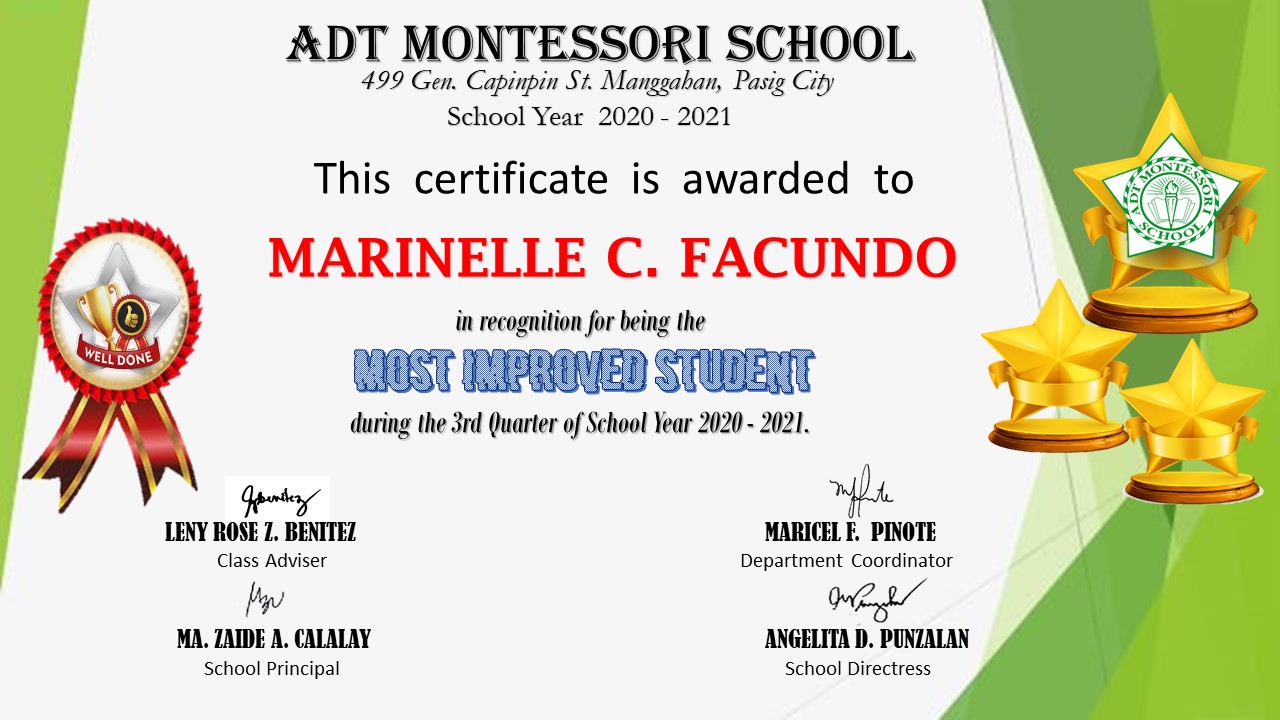 ADT MONTESSORI SCHOOL
499 Gen. Capinpin St. Manggahan, Pasig City
School Year 2020 - 2021
This certificate is awarded to
MARINELLE C. FACUNDO
in recognition for being the
MOST IMPROVED STUDENT
during the 3rd Quarter of School Year 2020 - 2021.
WELL DONE
ADT MONTESSORI
SCHOOL
LENY ROSE Z. BENITEZ
Class Adviser
MARICEL F. PINOTE
Department Coordinator
MA. ZAIDE A. CALALAY
School Principal
ANGELITA D. PUNZALAN
School Directress